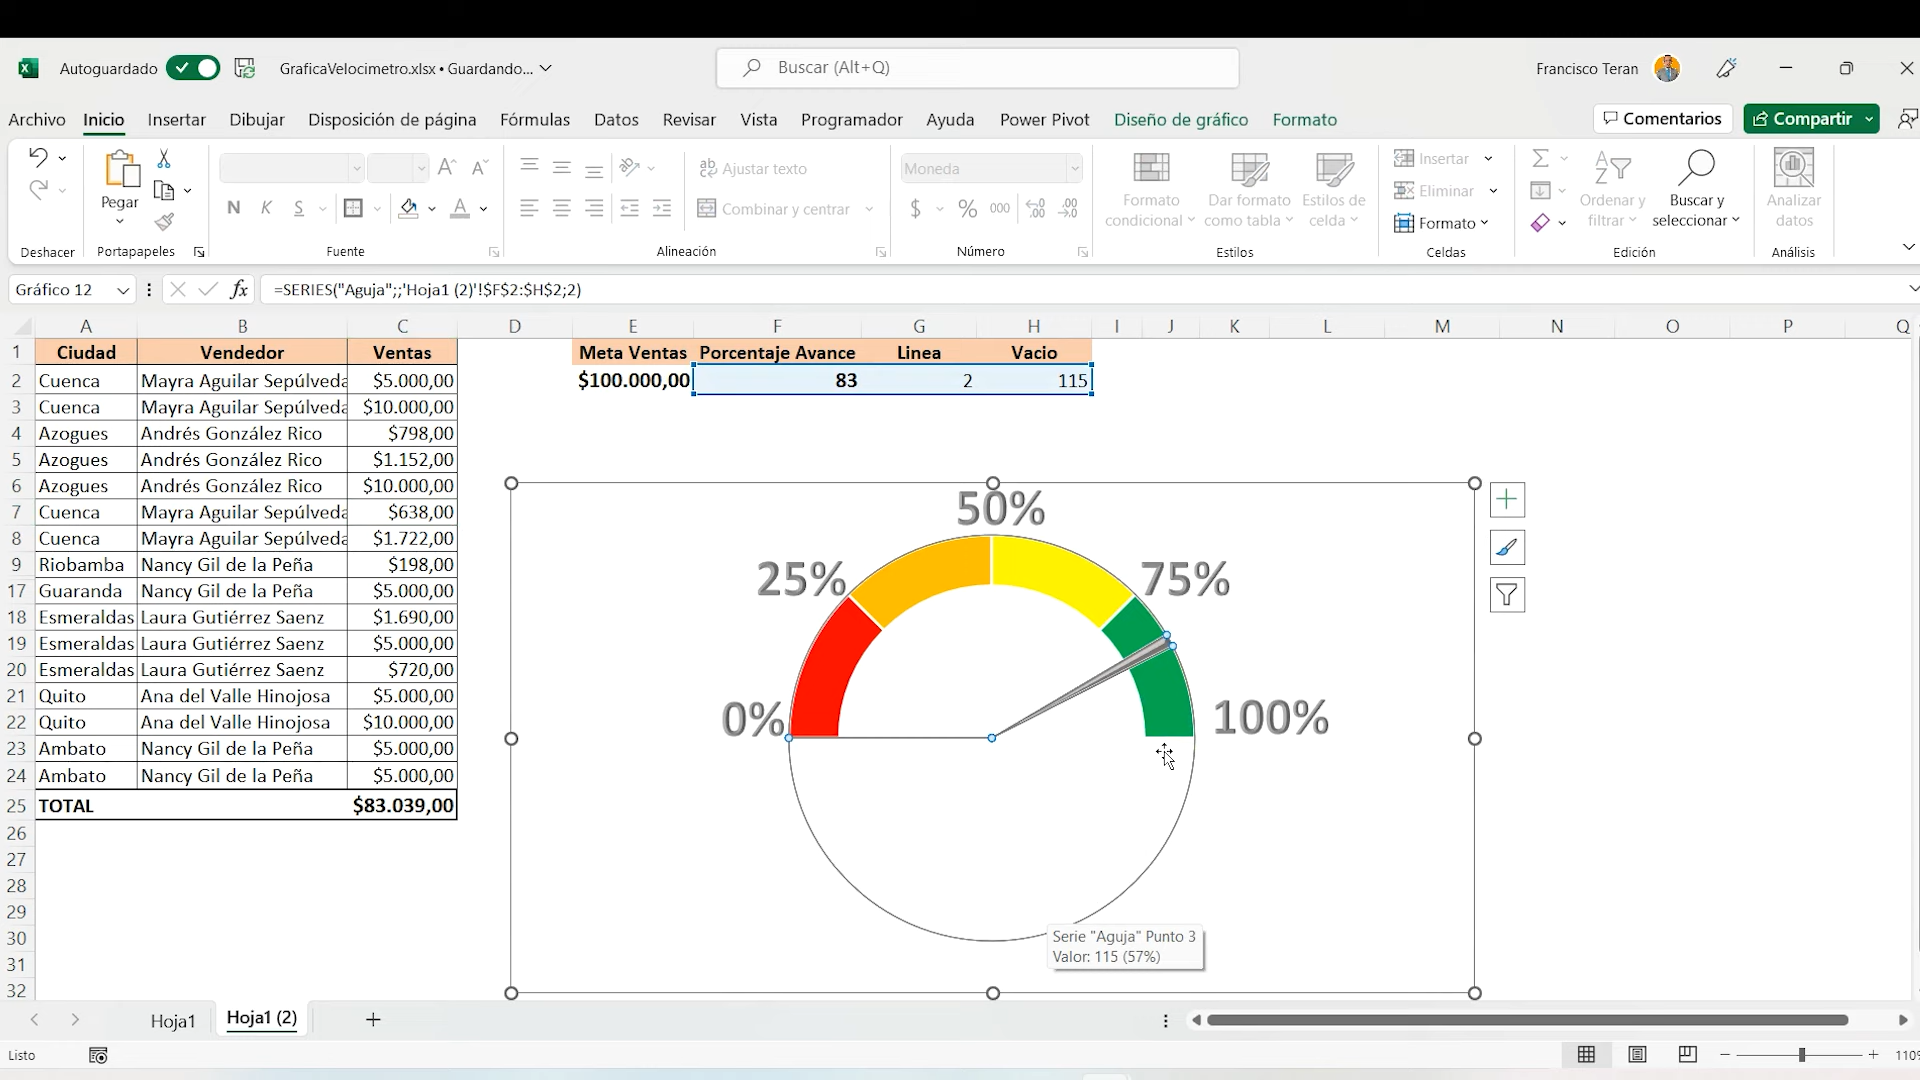 Autoguardado GraficaVelocimetro.xlsx • Guardando... Buscar (Alt+Q) Francisco Teran
Archivo Inicio Insertar Dibujar Disposición de página Fórmulas Datos Revisar Vista Programador Ayuda Power Pivot Diseño de gráfico Formato Comentarios Compartir
Pegar
N K S
Ajustar texto
Combinar y centrar
Moneda
$ % 000
Formato condicional
Dar formato como tabla
Estilos de celda
Insertar
Eliminar
Formato
Ordenar y filtrar
Buscar y seleccionar
Analizar datos
Deshacer Portapapeles Fuente Alineación Número Estilos Celdas Edición Análisis
Gráfico 12 fx =SERIES("Aguja";;'Hoja1 (2)'!$F$2:$H$2;2)
A B C D E F G H I J K L M N O P Q
1 Ciudad Vendedor Ventas Meta Ventas Porcentaje Avance Linea Vacio
2 Cuenca Mayra Aguilar Sepúlveda $5.000,00 $100.000,00 83 2 115
3 Cuenca Mayra Aguilar Sepúlveda $10.000,00
4 Azogues Andrés González Rico $798,00
5 Azogues Andrés González Rico $1.152,00
6 Azogues Andrés González Rico $10.000,00
7 Cuenca Mayra Aguilar Sepúlveda $638,00
8 Cuenca Mayra Aguilar Sepúlveda $1.722,00
9 Riobamba Nancy Gil de la Peña $198,00
17 Guaranda Nancy Gil de la Peña $5.000,00
18 Esmeraldas Laura Gutiérrez Saenz $1.690,00
19 Esmeraldas Laura Gutiérrez Saenz $5.000,00
20 Esmeraldas Laura Gutiérrez Saenz $720,00
21 Quito Ana del Valle Hinojosa $5.000,00
22 Quito Ana del Valle Hinojosa $10.000,00
23 Ambato Nancy Gil de la Peña $5.000,00
24 Ambato Nancy Gil de la Peña $5.000,00
25 TOTAL $83.039,00
26
27
28
29
30
31
32
50%
25% 75%
0% 100%
Serie "Aguja" Punto 3
Valor: 115 (57%)
Hoja1 Hoja1 (2)
Listo 110%